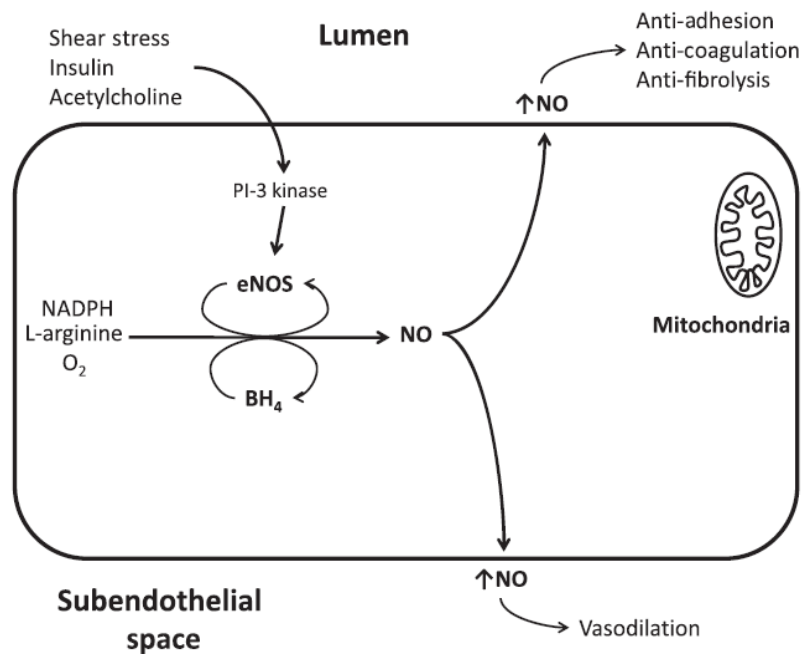 Shear stress
Insulin
Acetylcholine
Lumen
Anti-adhesion
Anti-coagulation
Anti-fibrolysis
↑NO
PI-3 kinase
eNOS
NADPH
L-arginine
O₂
NO
BH₄
Mitochondria
↑NO
Vasodilation
Subendothelial
space